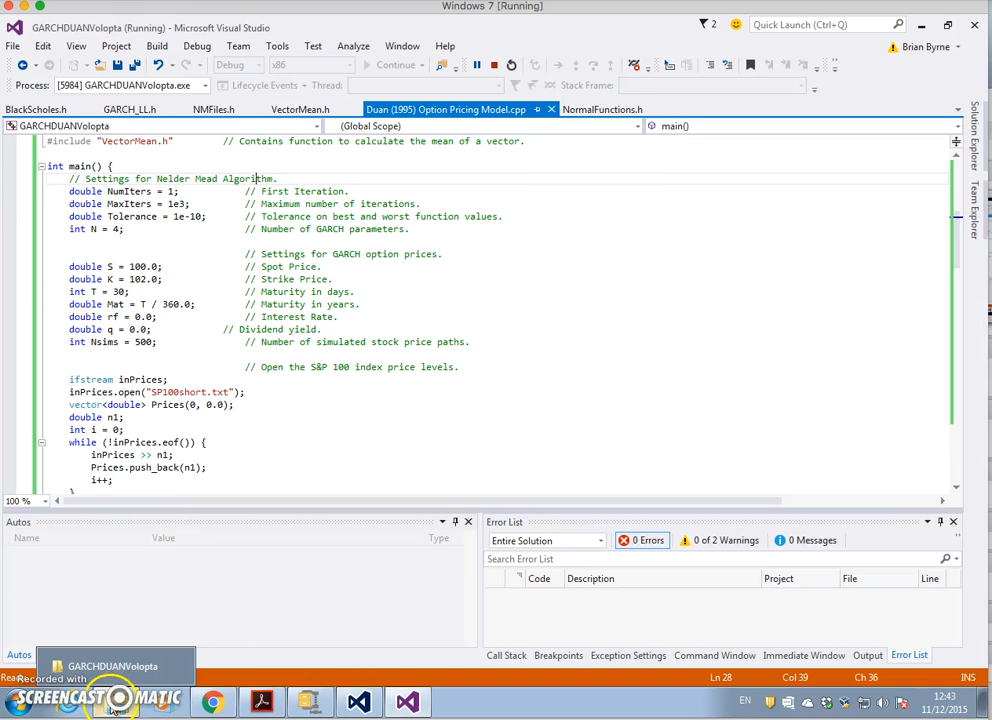 Windows 7 [Running]
GARCHDUANVolopta (Running) - Microsoft Visual Studio
2
Quick Launch (Ctrl+Q)
File Edit View Project Build Debug Team Tools Test Analyze Window Help
Brian Byrne
Debug x86 Continue
Process: [5984] GARCHDUANVolopta.exe Lifecycle Events Thread: Stack Frame:
BlackScholes.h GARCH_LL.h NMFiles.h VectorMean.h Duan (1995) Option Pricing Model.cpp NormalFunctions.h
GARCHDUANVolopta (Global Scope) main()
#include "VectorMean.h" // Contains function to calculate the mean of a vector.
int main() {
// Settings for Nelder Mead Algorithm.
double NumIters = 1; // First Iteration.
double MaxIters = 1e3; // Maximum number of iterations.
double Tolerance = 1e-10; // Tolerance on best and worst function values.
int N = 4; // Number of GARCH parameters.
// Settings for GARCH option prices.
double S = 100.0; // Spot Price.
double K = 102.0; // Strike Price.
int T = 30; // Maturity in days.
double Mat = T / 360.0; // Maturity in years.
double rf = 0.0; // Interest Rate.
double q = 0.0; // Dividend yield.
int Nsims = 500; // Number of simulated stock price paths.
// Open the S&P 100 index price levels.
ifstream inPrices;
inPrices.open("SP100short.txt");
vector<double> Prices(0, 0.0);
double n1;
int i = 0;
while (!inPrices.eof()) {
inPrices >> n1;
Prices.push_back(n1);
i++;
}
Solution Explorer
Team Explorer
100 %
Autos
Name Value Type
Error List
Entire Solution 0 Errors 0 of 2 Warnings 0 Messages
Search Error List
Code Description Project File Line
Autos
Call Stack Breakpoints Exception Settings Command Window Immediate Window Output Error List
GARCHDUANVolopta
Recorded with
SCREENCAST MATIC
Ln 28 Col 39 Ch 36 INS
EN
12:43
11/12/2015